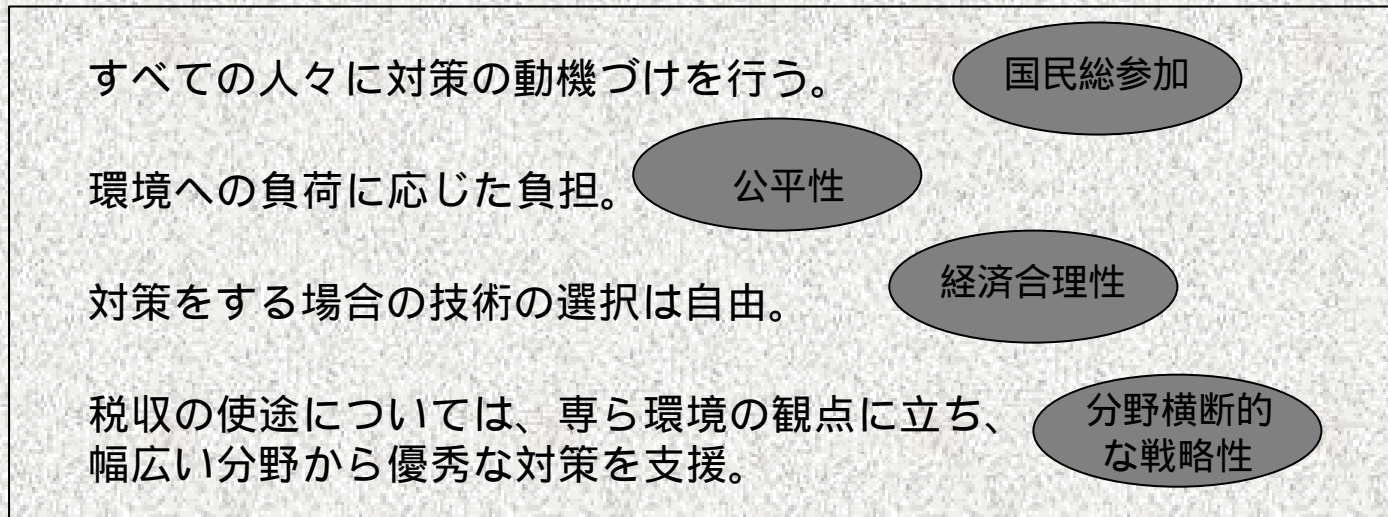 すべての人々に対策の動機づけを行う。
国民総参加
環境への負荷に応じた負担。
公平性
対策をする場合の技術の選択は自由。
経済合理性
税収の使途については、専ら環境の観点に立ち、
幅広い分野から優秀な対策を支援。
分野横断的
な戦略性